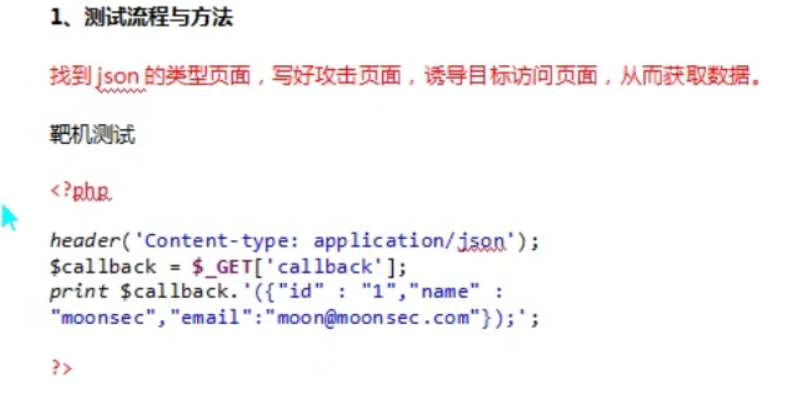 1、测试流程与方法
找到 json 的类型页面，写好攻击页面，诱导目标访问页面，从而获取数据。
靶机测试
<?php
header('Content-type: application/json');
$callback = $_GET['callback'];
print $callback.'({"id" : "1","name" :
"moonsec","email":"moon@moonsec.com"});';
?>